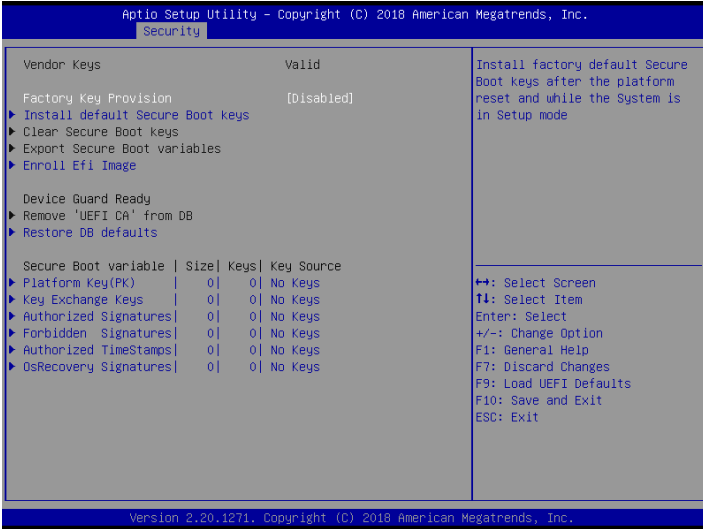 Aptio Setup Utility – Copyright (C) 2018 American Megatrends, Inc.
Security
Vendor Keys Valid
Factory Key Provision [Disabled]
Install default Secure Boot keys
Clear Secure Boot keys
Export Secure Boot variables
Enroll Efi Image
Device Guard Ready
Remove 'UEFI CA' from DB
Restore DB defaults
Secure Boot variable | Size| Keys| Key Source
Platform Key(PK) | 0| 0| No Keys
Key Exchange Keys | 0| 0| No Keys
Authorized Signatures| 0| 0| No Keys
Forbidden Signatures| 0| 0| No Keys
Authorized TimeStamps| 0| 0| No Keys
OsRecovery Signatures| 0| 0| No Keys
Install factory default Secure
Boot keys after the platform
reset and while the System is
in Setup mode
↔: Select Screen
↑↓: Select Item
Enter: Select
+/-: Change Option
F1: General Help
F7: Discard Changes
F9: Load UEFI Defaults
F10: Save and Exit
ESC: Exit
Version 2.20.1271. Copyright (C) 2018 American Megatrends, Inc.